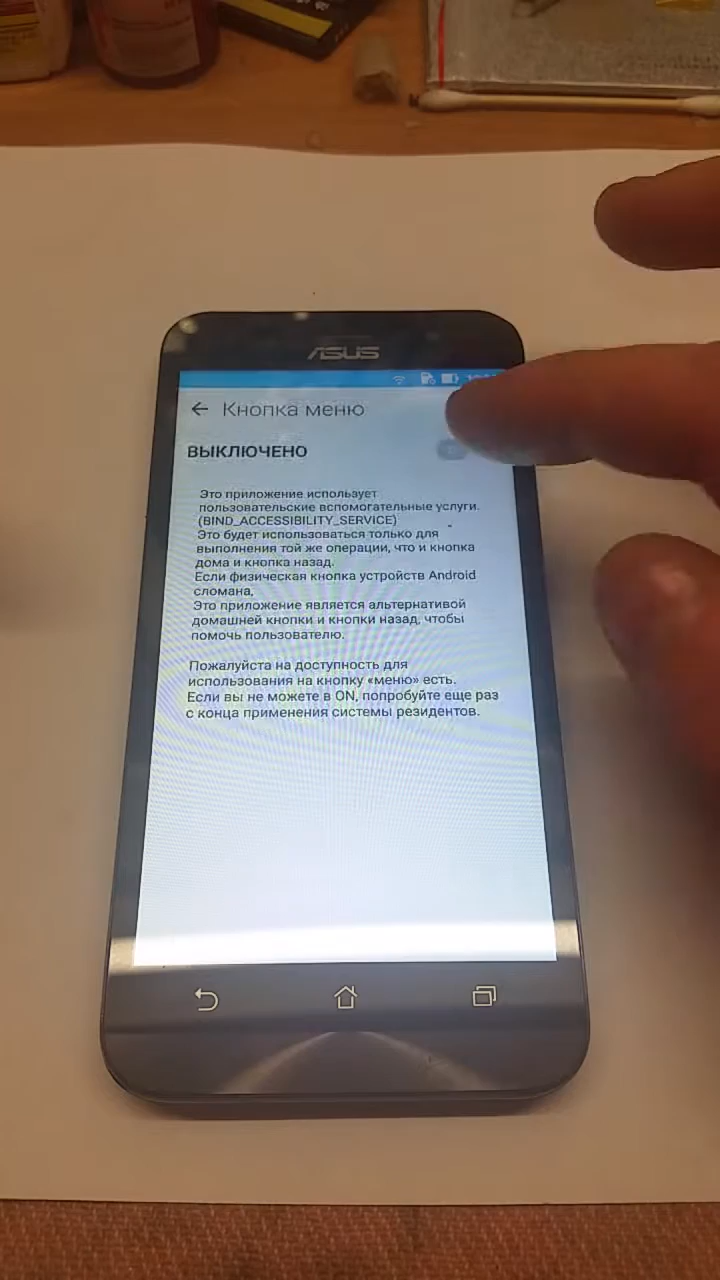 ASUS
Кнопка меню
ВЫКЛЮЧЕНО
Это приложение использует
пользовательские вспомогательные услуги.
(BIND_ACCESSIBILITY_SERVICE)
Это будет использоваться только для
выполнения той же операции, что и кнопка
дома и кнопка назад.
Если физическая кнопка устройств Android
сломана,
Это приложение является альтернативой
домашней кнопки и кнопки назад, чтобы
помочь пользователю.
Пожалуйста на доступность для
использования на кнопку «меню» есть.
Если вы не можете в ON, попробуйте еще раз
с конца применения системы резидентов.